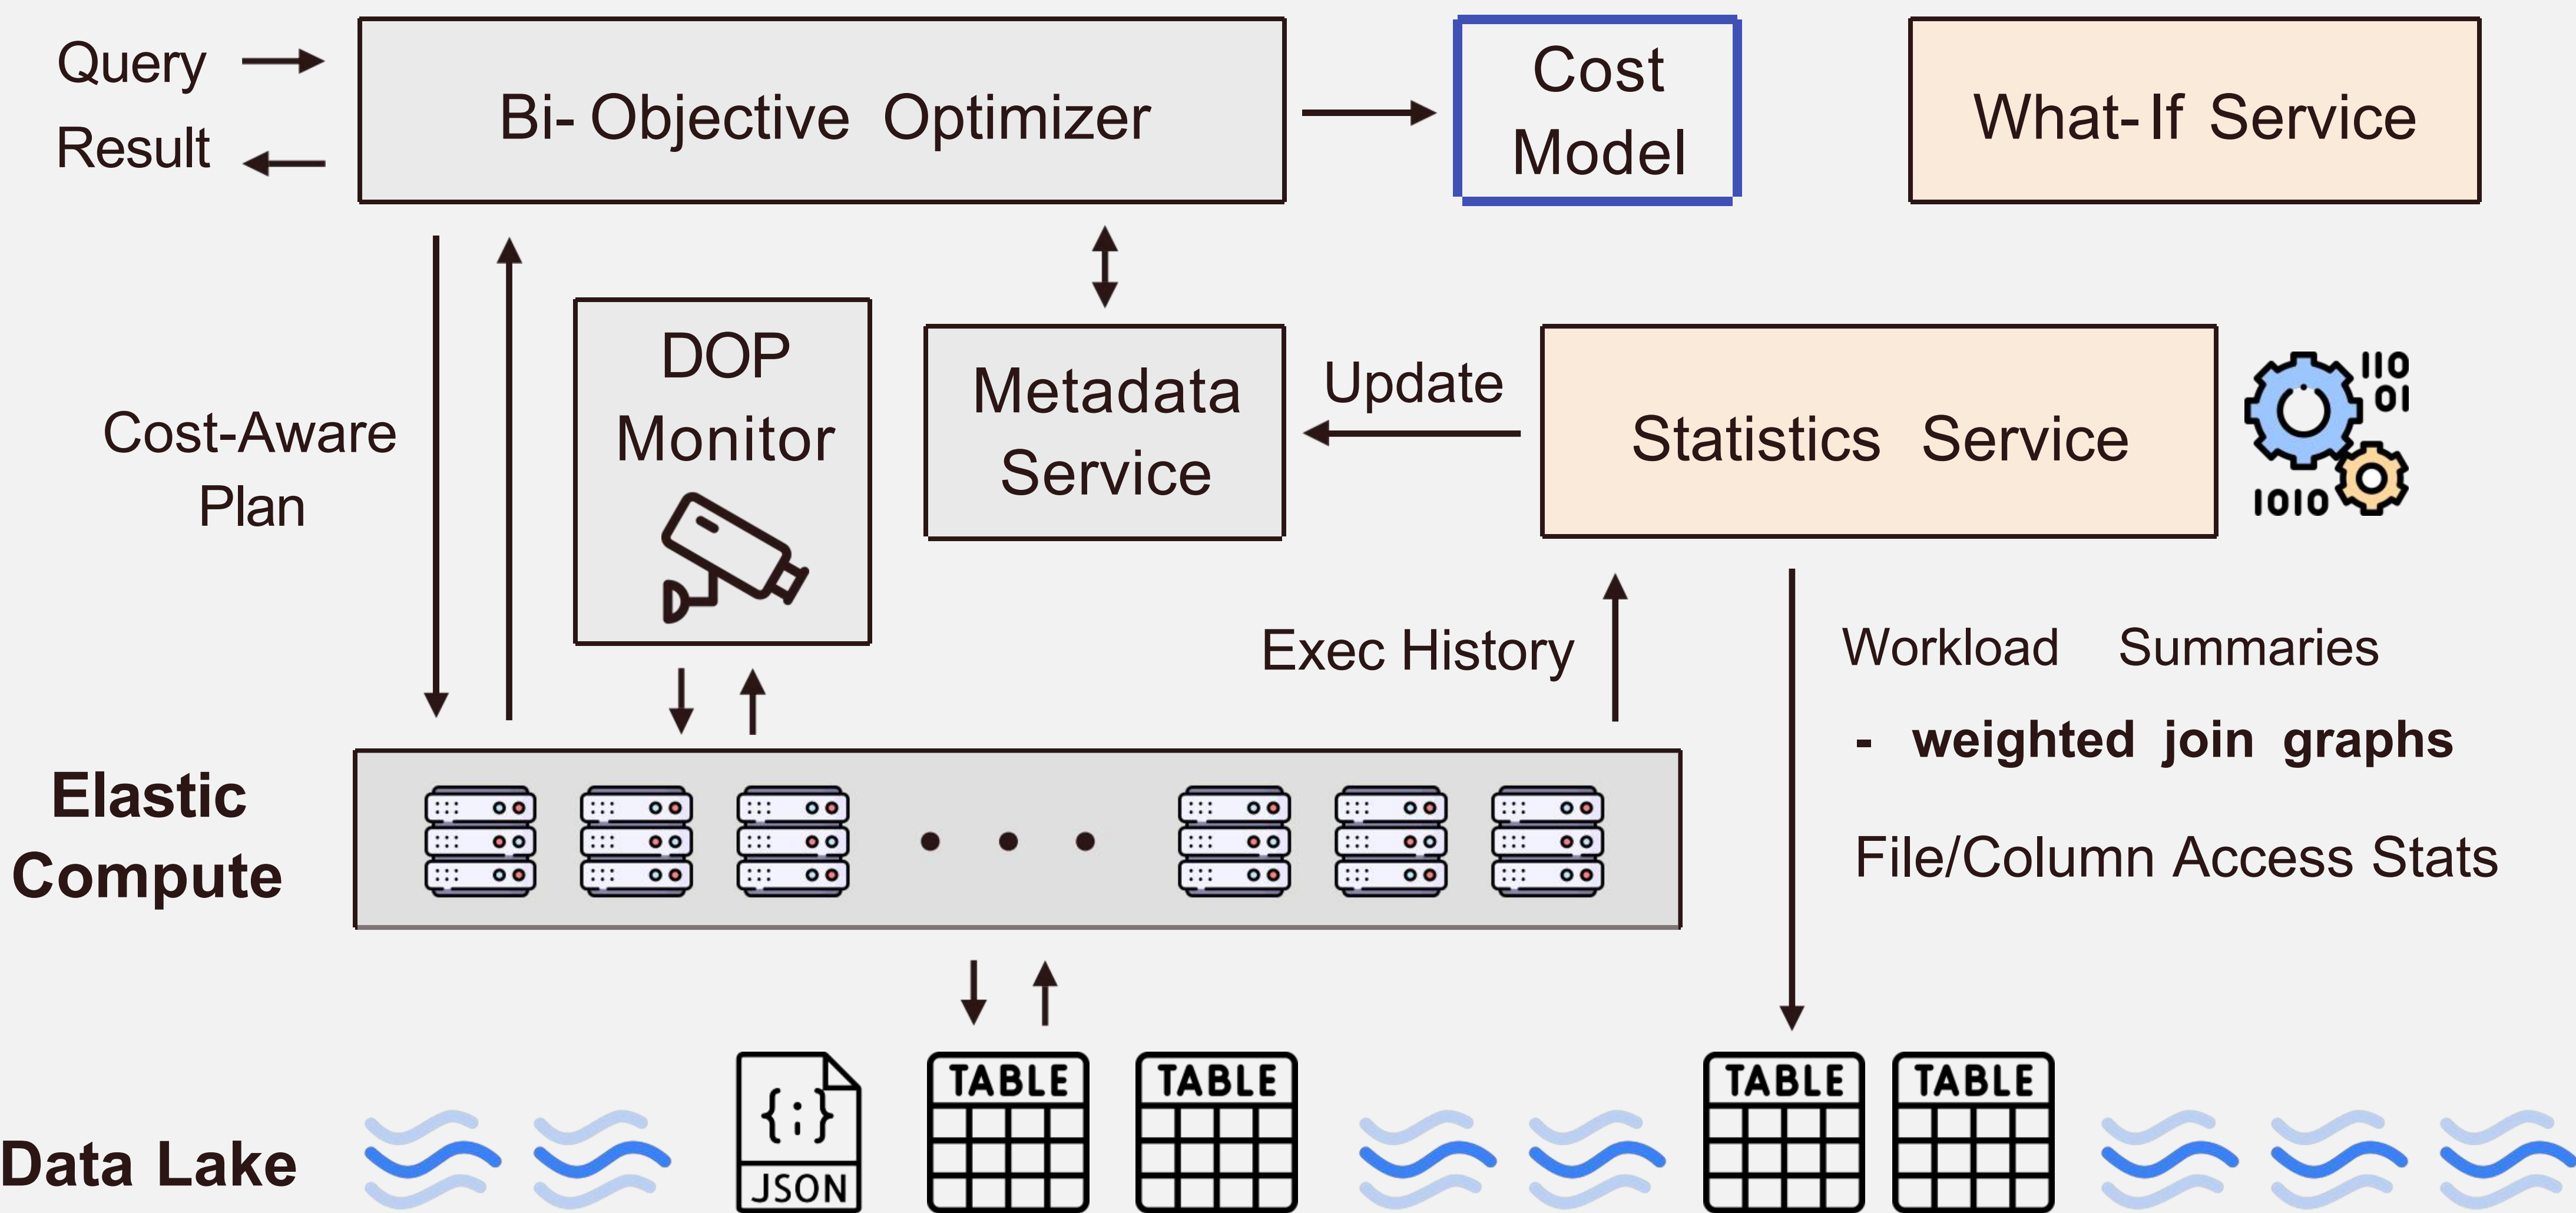 Query
Result
Bi-Objective Optimizer
Cost
Model
What-If Service
Cost-Aware
Plan
DOP
Monitor
Metadata
Service
Update
Statistics Service
110
01
1010
Exec History
Workload Summaries
- weighted join graphs
File/Column Access Stats
Elastic
Compute
Data Lake
{;}
JSON
TABLE
TABLE
TABLE
TABLE